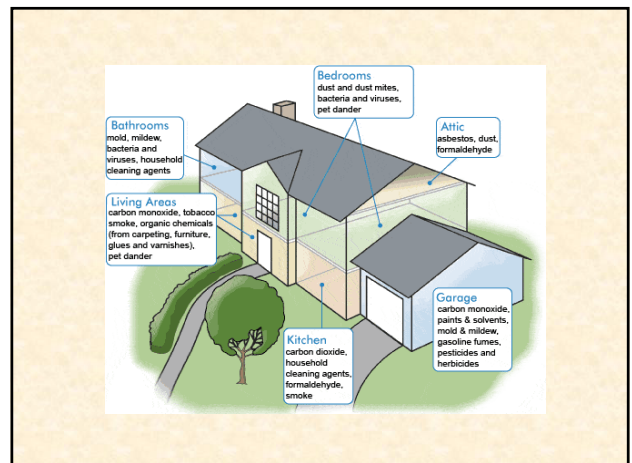 Bedrooms
dust and dust mites,
bacteria and viruses,
pet dander
Bathrooms
mold, mildew,
bacteria and
viruses, household
cleaning agents
Attic
asbestos, dust,
formaldehyde
Living Areas
carbon monoxide, tobacco
smoke, organic chemicals
(from carpeting, furniture,
glues and varnishes),
pet dander
Garage
carbon monoxide,
paints & solvents,
mold & mildew,
gasoline fumes,
pesticides and
herbicides
Kitchen
carbon dioxide,
household
cleaning agents,
formaldehyde,
smoke